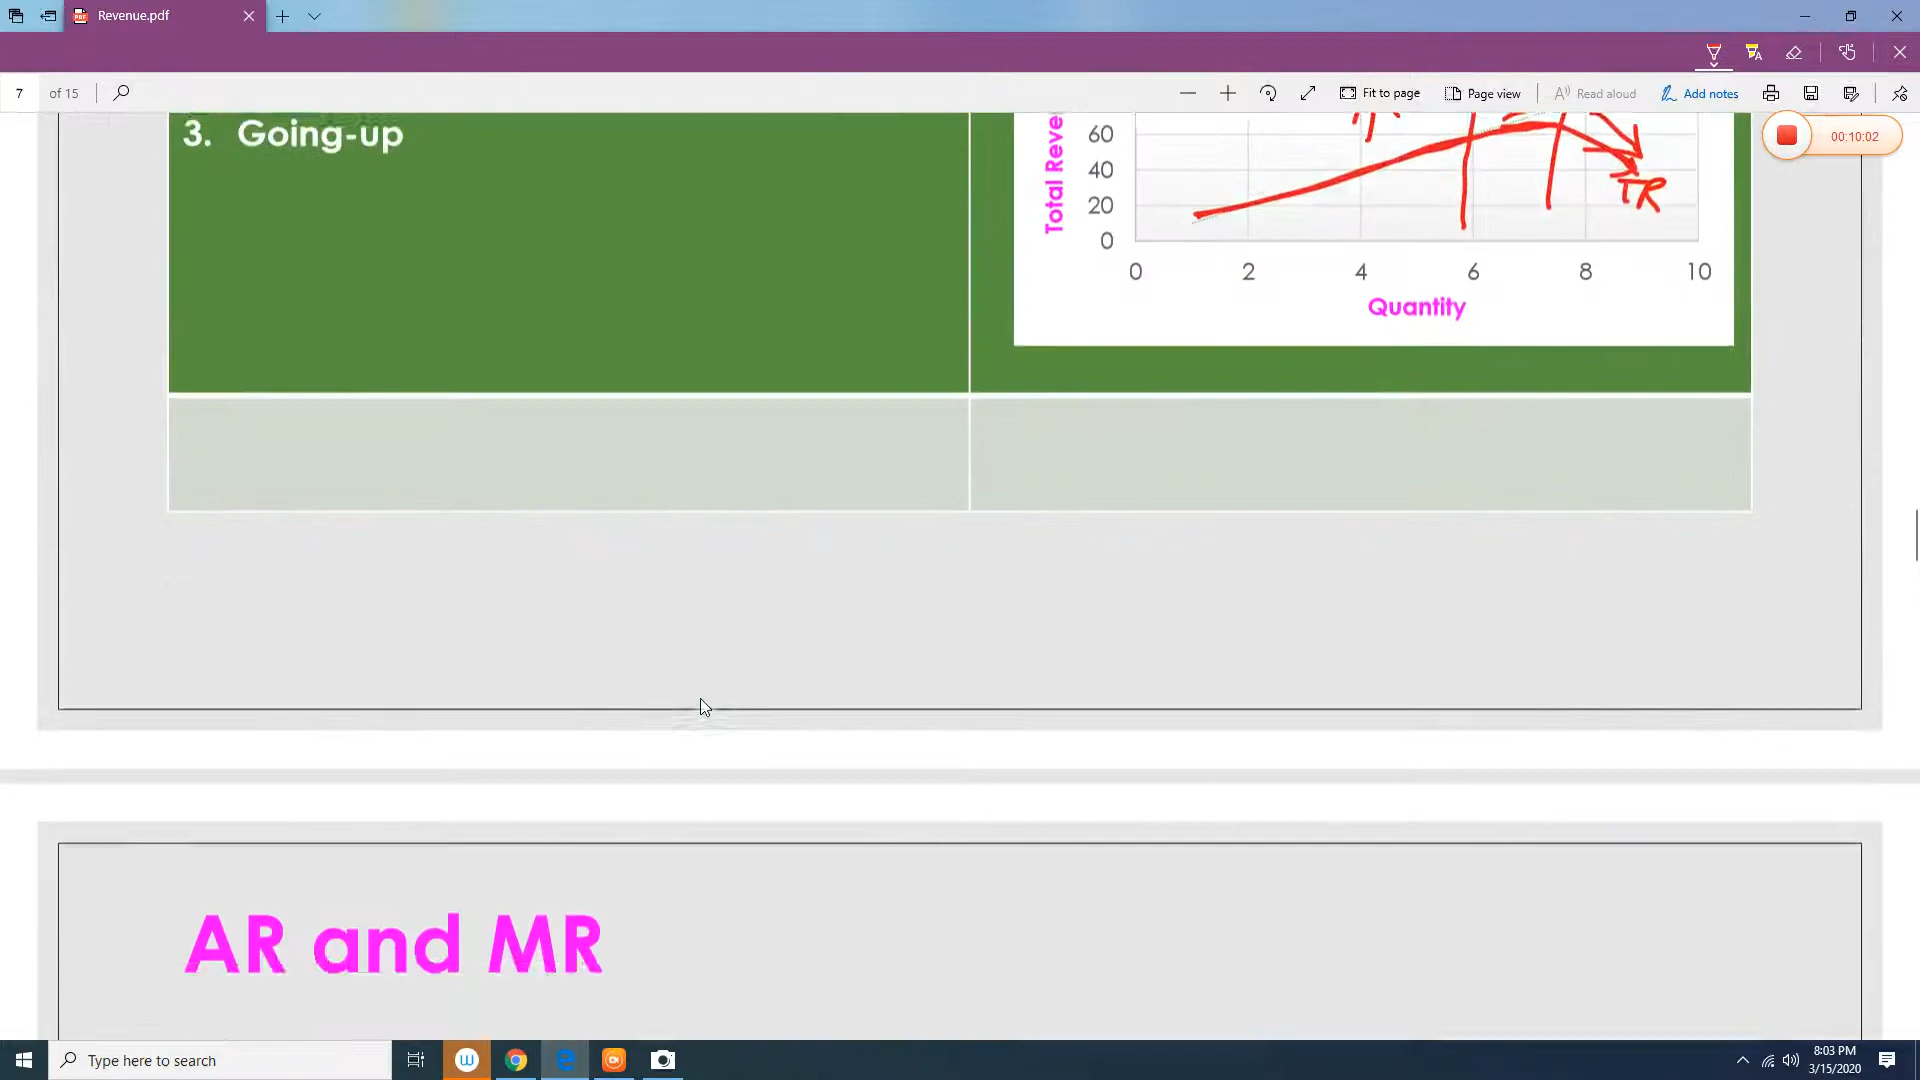 Revenue.pdf
7 of 15
Fit to page
Page view
Read aloud
Add notes
00:10:02
3. Going-up
Total Reve
60
40
20
0
TR
0 2 4 6 8 10
Quantity
AR and MR
Type here to search
8:03 PM
3/15/2020